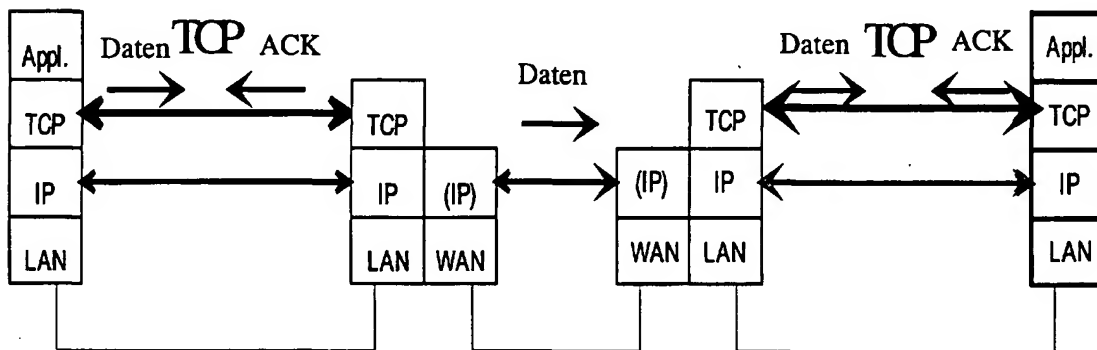 Daten TCP ACK
Daten TCP ACK
Appl.
Appl.
Daten
TCP
TCP
TCP
TCP
IP
IP
(IP)
(IP)
IP
IP
LAN
LAN
WAN
WAN
LAN
LAN